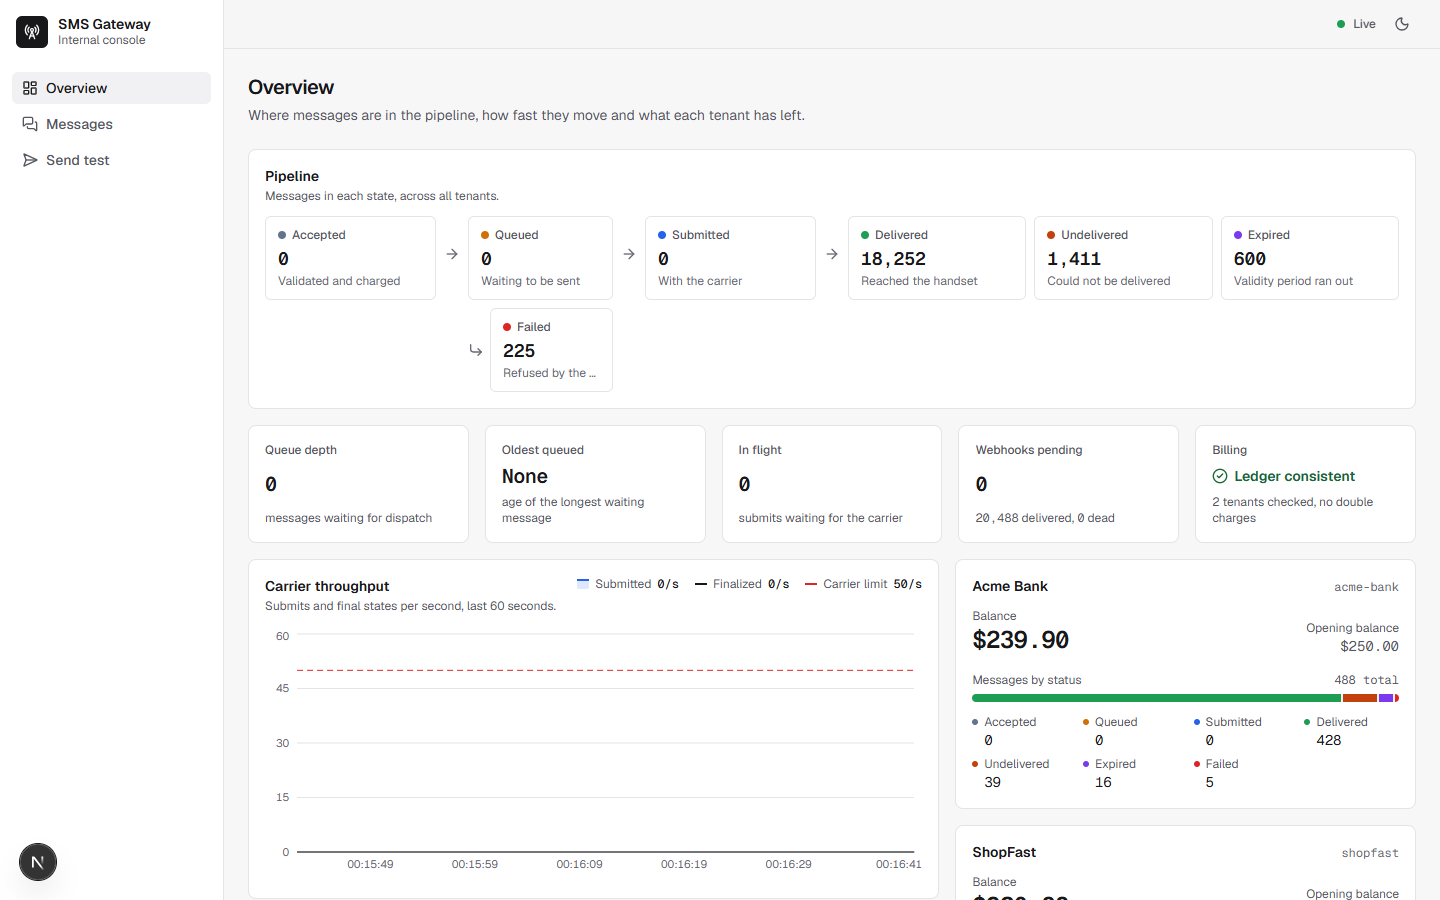 SMS Gateway
Internal console
Overview
Messages
Send test
Live
Overview
Where messages are in the pipeline, how fast they move and what each tenant has left.
Pipeline
Messages in each state, across all tenants.
Accepted
0
Validated and charged
Queued
0
Waiting to be sent
Submitted
0
With the carrier
Delivered
18,252
Reached the handset
Undelivered
1,411
Could not be delivered
Expired
600
Validity period ran out
Failed
225
Refused by the ...
Queue depth
0
messages waiting for dispatch
Oldest queued
None
age of the longest waiting
message
In flight
0
submits waiting for the carrier
Webhooks pending
0
20,488 delivered, 0 dead
Billing
Ledger consistent
2 tenants checked, no double
charges
Carrier throughput
Submitted 0/s
Finalized 0/s
Carrier limit 50/s
Submits and final states per second, last 60 seconds.
60
45
30
15
0
00:15:49
00:15:59
00:16:09
00:16:19
00:16:29
00:16:41
Acme Bank
acme-bank
Balance
$239.90
Opening balance
$250.00
Messages by status
488 total
Accepted
0
Queued
0
Submitted
0
Delivered
428
Undelivered
39
Expired
16
Failed
5
ShopFast
shopfast
Balance
Opening balance
N